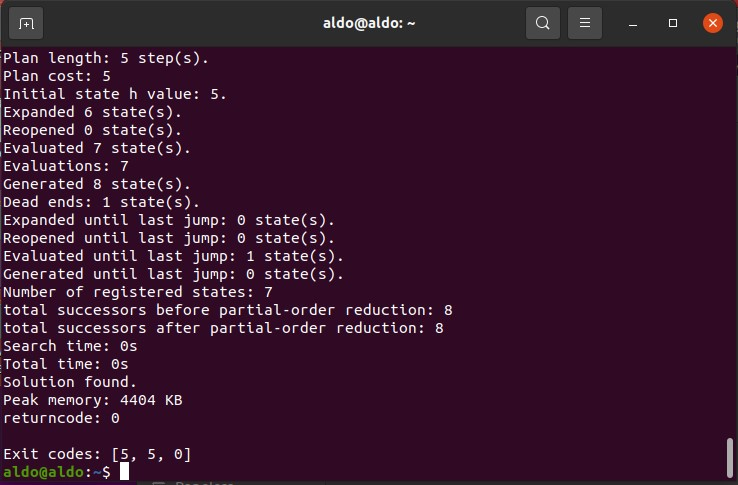 aldo@aldo: ~
Plan length: 5 step(s).
Plan cost: 5
Initial state h value: 5.
Expanded 6 state(s).
Reopened 0 state(s).
Evaluated 7 state(s).
Evaluations: 7
Generated 8 state(s).
Dead ends: 1 state(s).
Expanded until last jump: 0 state(s).
Reopened until last jump: 0 state(s).
Evaluated until last jump: 1 state(s).
Generated until last jump: 0 state(s).
Number of registered states: 7
total successors before partial-order reduction: 8
total successors after partial-order reduction: 8
Search time: 0s
Total time: 0s
Solution found.
Peak memory: 4404 KB
returncode: 0
Exit codes: [5, 5, 0]
aldo@aldo:~$